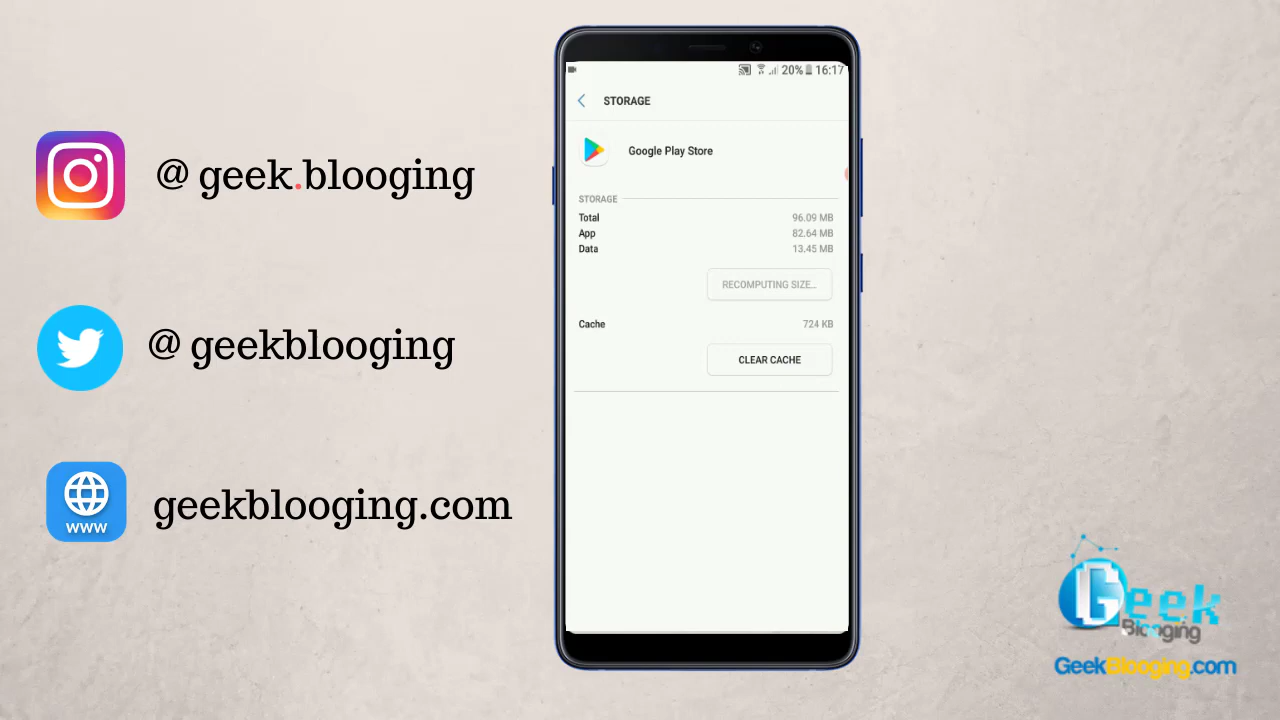 @ geek.blooging
@ geekblooging
www
geekblooging.com
20% 16:17
STORAGE
Google Play Store
STORAGE
Total 96.09 MB
App 82.64 MB
Data 13.45 MB
RECOMPUTING SIZE...
Cache 724 KB
CLEAR CACHE
Geek
Blooging
GeekBlooging.com